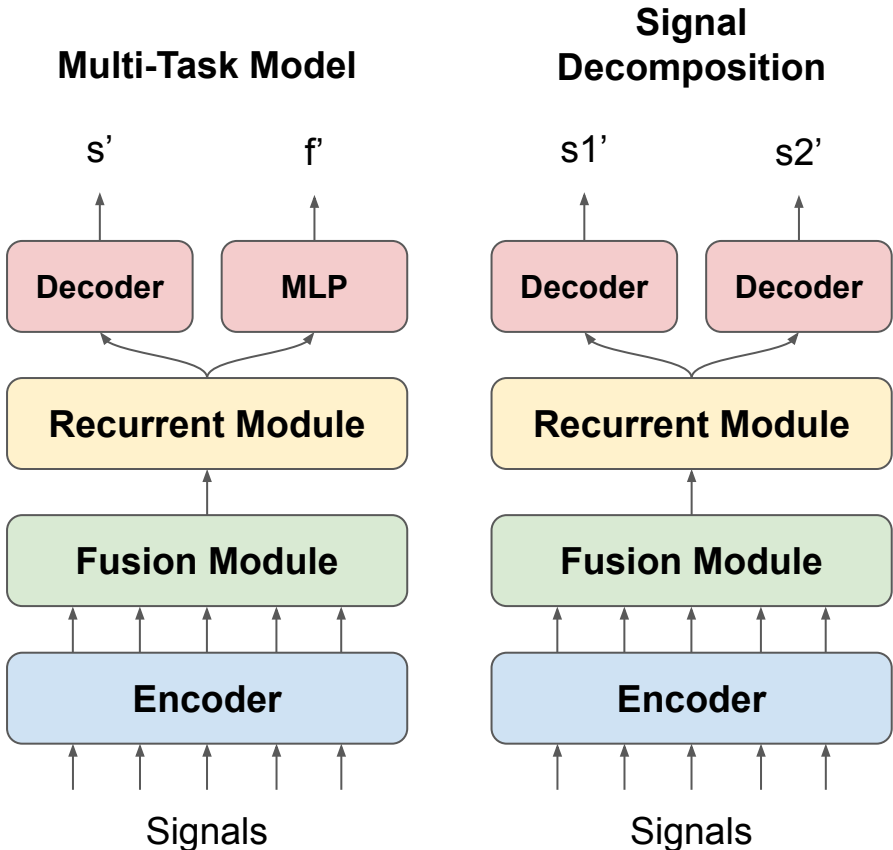 Multi-Task Model
s’
f’
Decoder
MLP
Recurrent Module
Fusion Module
Encoder
Signals
Signal
Decomposition
s1’
s2’
Decoder
Decoder
Recurrent Module
Fusion Module
Encoder
Signals